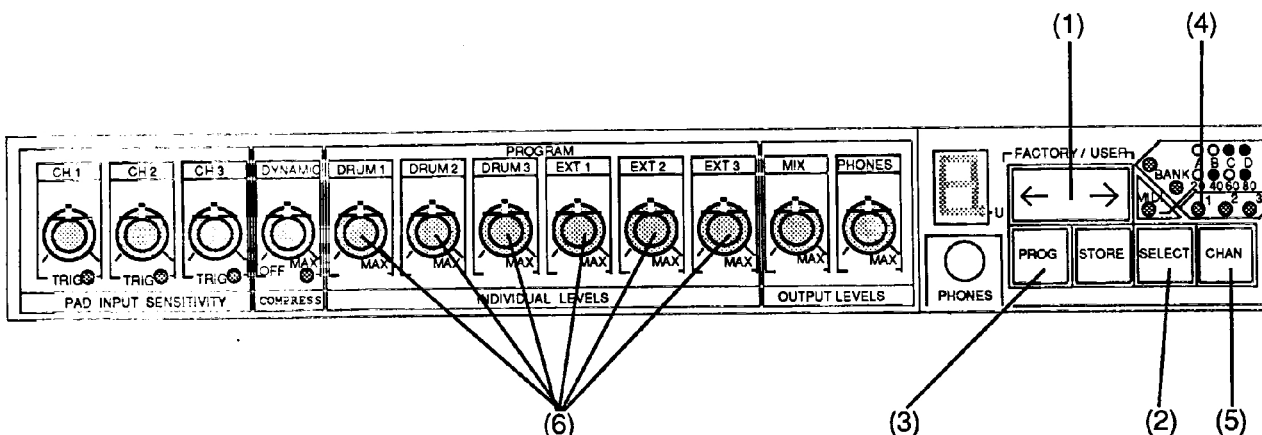 (1) (4)
FACTORY / USER
A B C D
PROGRAM
CH 1 CH 2 CH 3 DYNAMIC DRUM 1 DRUM 2 DRUM 3 EXT 1 EXT 2 EXT 3 MIX PHONES
BANK
20 40 60 80
MIDI 1 2 3
-U
← →
OFF MAX MAX MAX MAX MAX MAX MAX MAX MAX
TRIG TRIG TRIG
PROG STORE SELECT CHAN
PAD INPUT SENSITIVITY COMPRESS INDIVIDUAL LEVELS OUTPUT LEVELS PHONES
(6) (3) (2) (5)